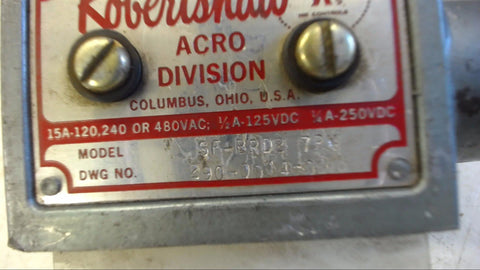 Robertshaw
ACRO
DIVISION
COLUMBUS, OHIO, U.S.A.
15A-120,240 OR 480VAC; ½A-125VDC ¼A-250VDC
MODEL
DWG NO.